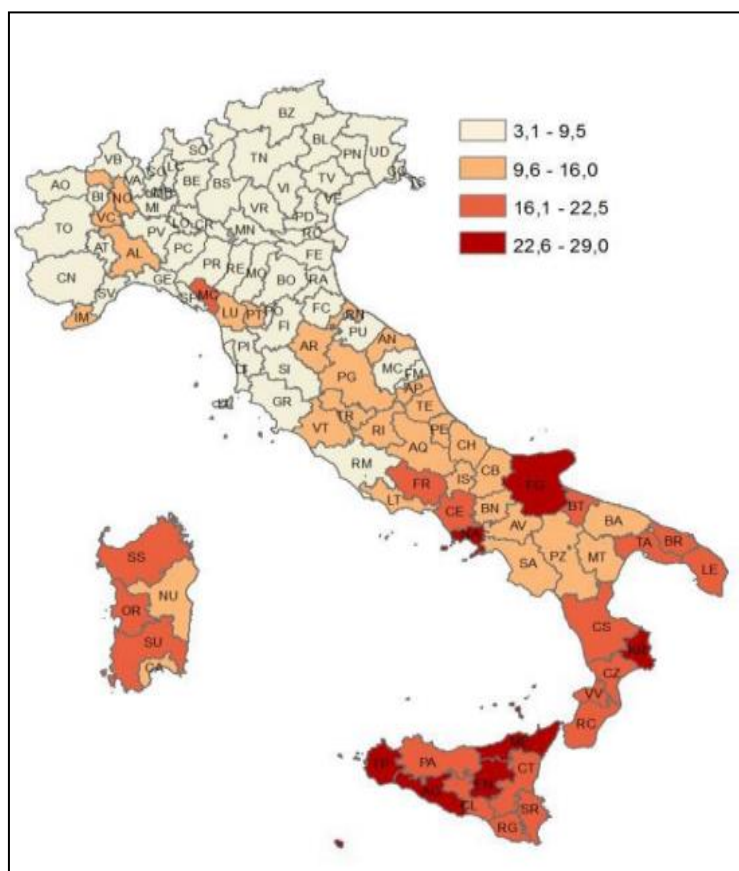 3,1 - 9,5
9,6 - 16,0
16,1 - 22,5
22,6 - 29,0
BZ
VB
SO
BL
PN
UD
TN
AO
VA
LC
BE
BS
TV
VI
BI
NO
MB
MI
VR
PD
VE
TO
VC
LO
CR
MN
RO
AT
PV
PC
AL
FE
PR
RE
MO
BO
RA
CN
GE
SV
SP
MC
IM
LU
PT
FC
RN
PU
FI
PI
AR
AN
SI
MC
FM
PG
AP
GR
TE
TR
VT
RI
PE
CH
AQ
RM
CB
IS
FR
LT
CE
BN
BT
BA
AV
SA
PZ
MT
TA
BR
LE
SS
NU
OR
SU
CA
CS
CZ
VV
RC
PA
CT
CL
SR
RG